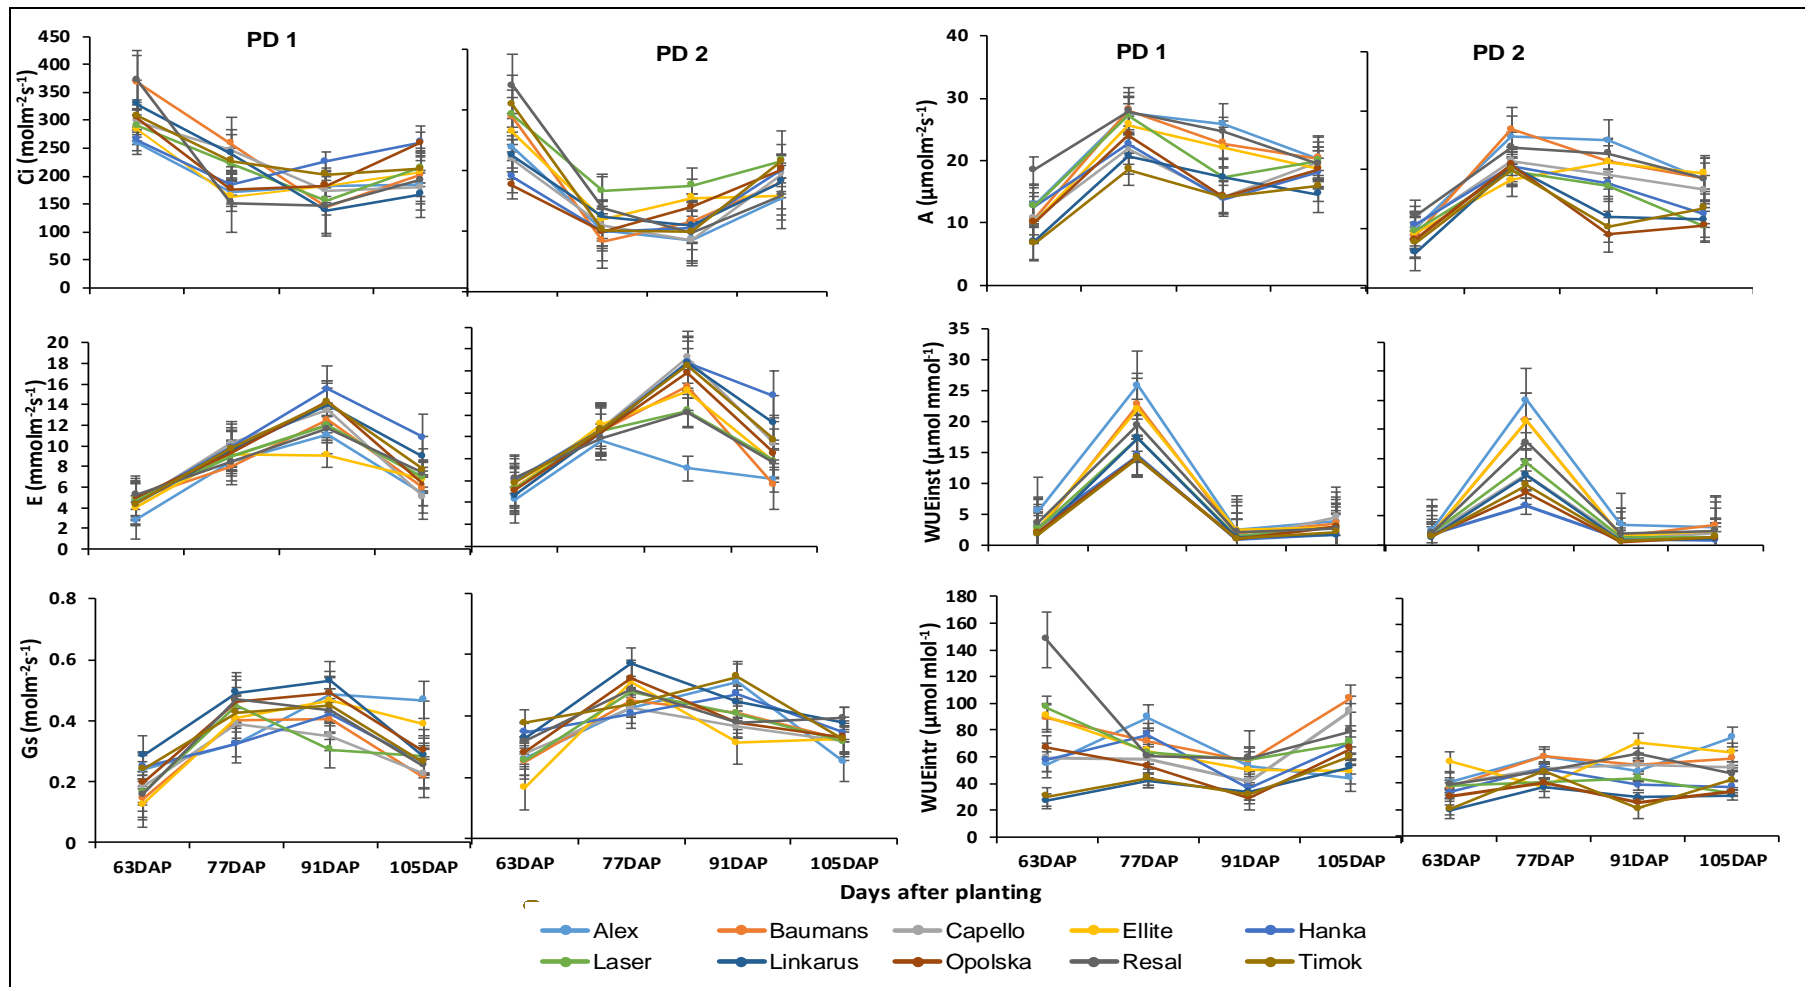 PD 1
PD 2
Ci (molm⁻²s⁻¹)
450
400
350
300
250
200
150
100
50
0
PD 1
PD 2
A (µmolm⁻²s⁻¹)
40
30
20
10
0
E (mmolm⁻²s⁻¹)
20
18
16
14
12
10
8
6
4
2
0
WUEinst (µmol mmol⁻¹)
35
30
25
20
15
10
5
0
Gs (molm⁻²s⁻¹)
0.8
0.6
0.4
0.2
0
63DAP 77DAP 91DAP 105DAP
63DAP 77DAP 91DAP 105DAP
WUEintr (µmol mlol⁻¹)
180
160
140
120
100
80
60
40
20
0
63DAP 77DAP 91DAP 105DAP
63DAP 77DAP 91DAP 105DAP
Days after planting
Alex Baumans Capello Ellite Hanka
Laser Linkarus Opolska Resal Timok